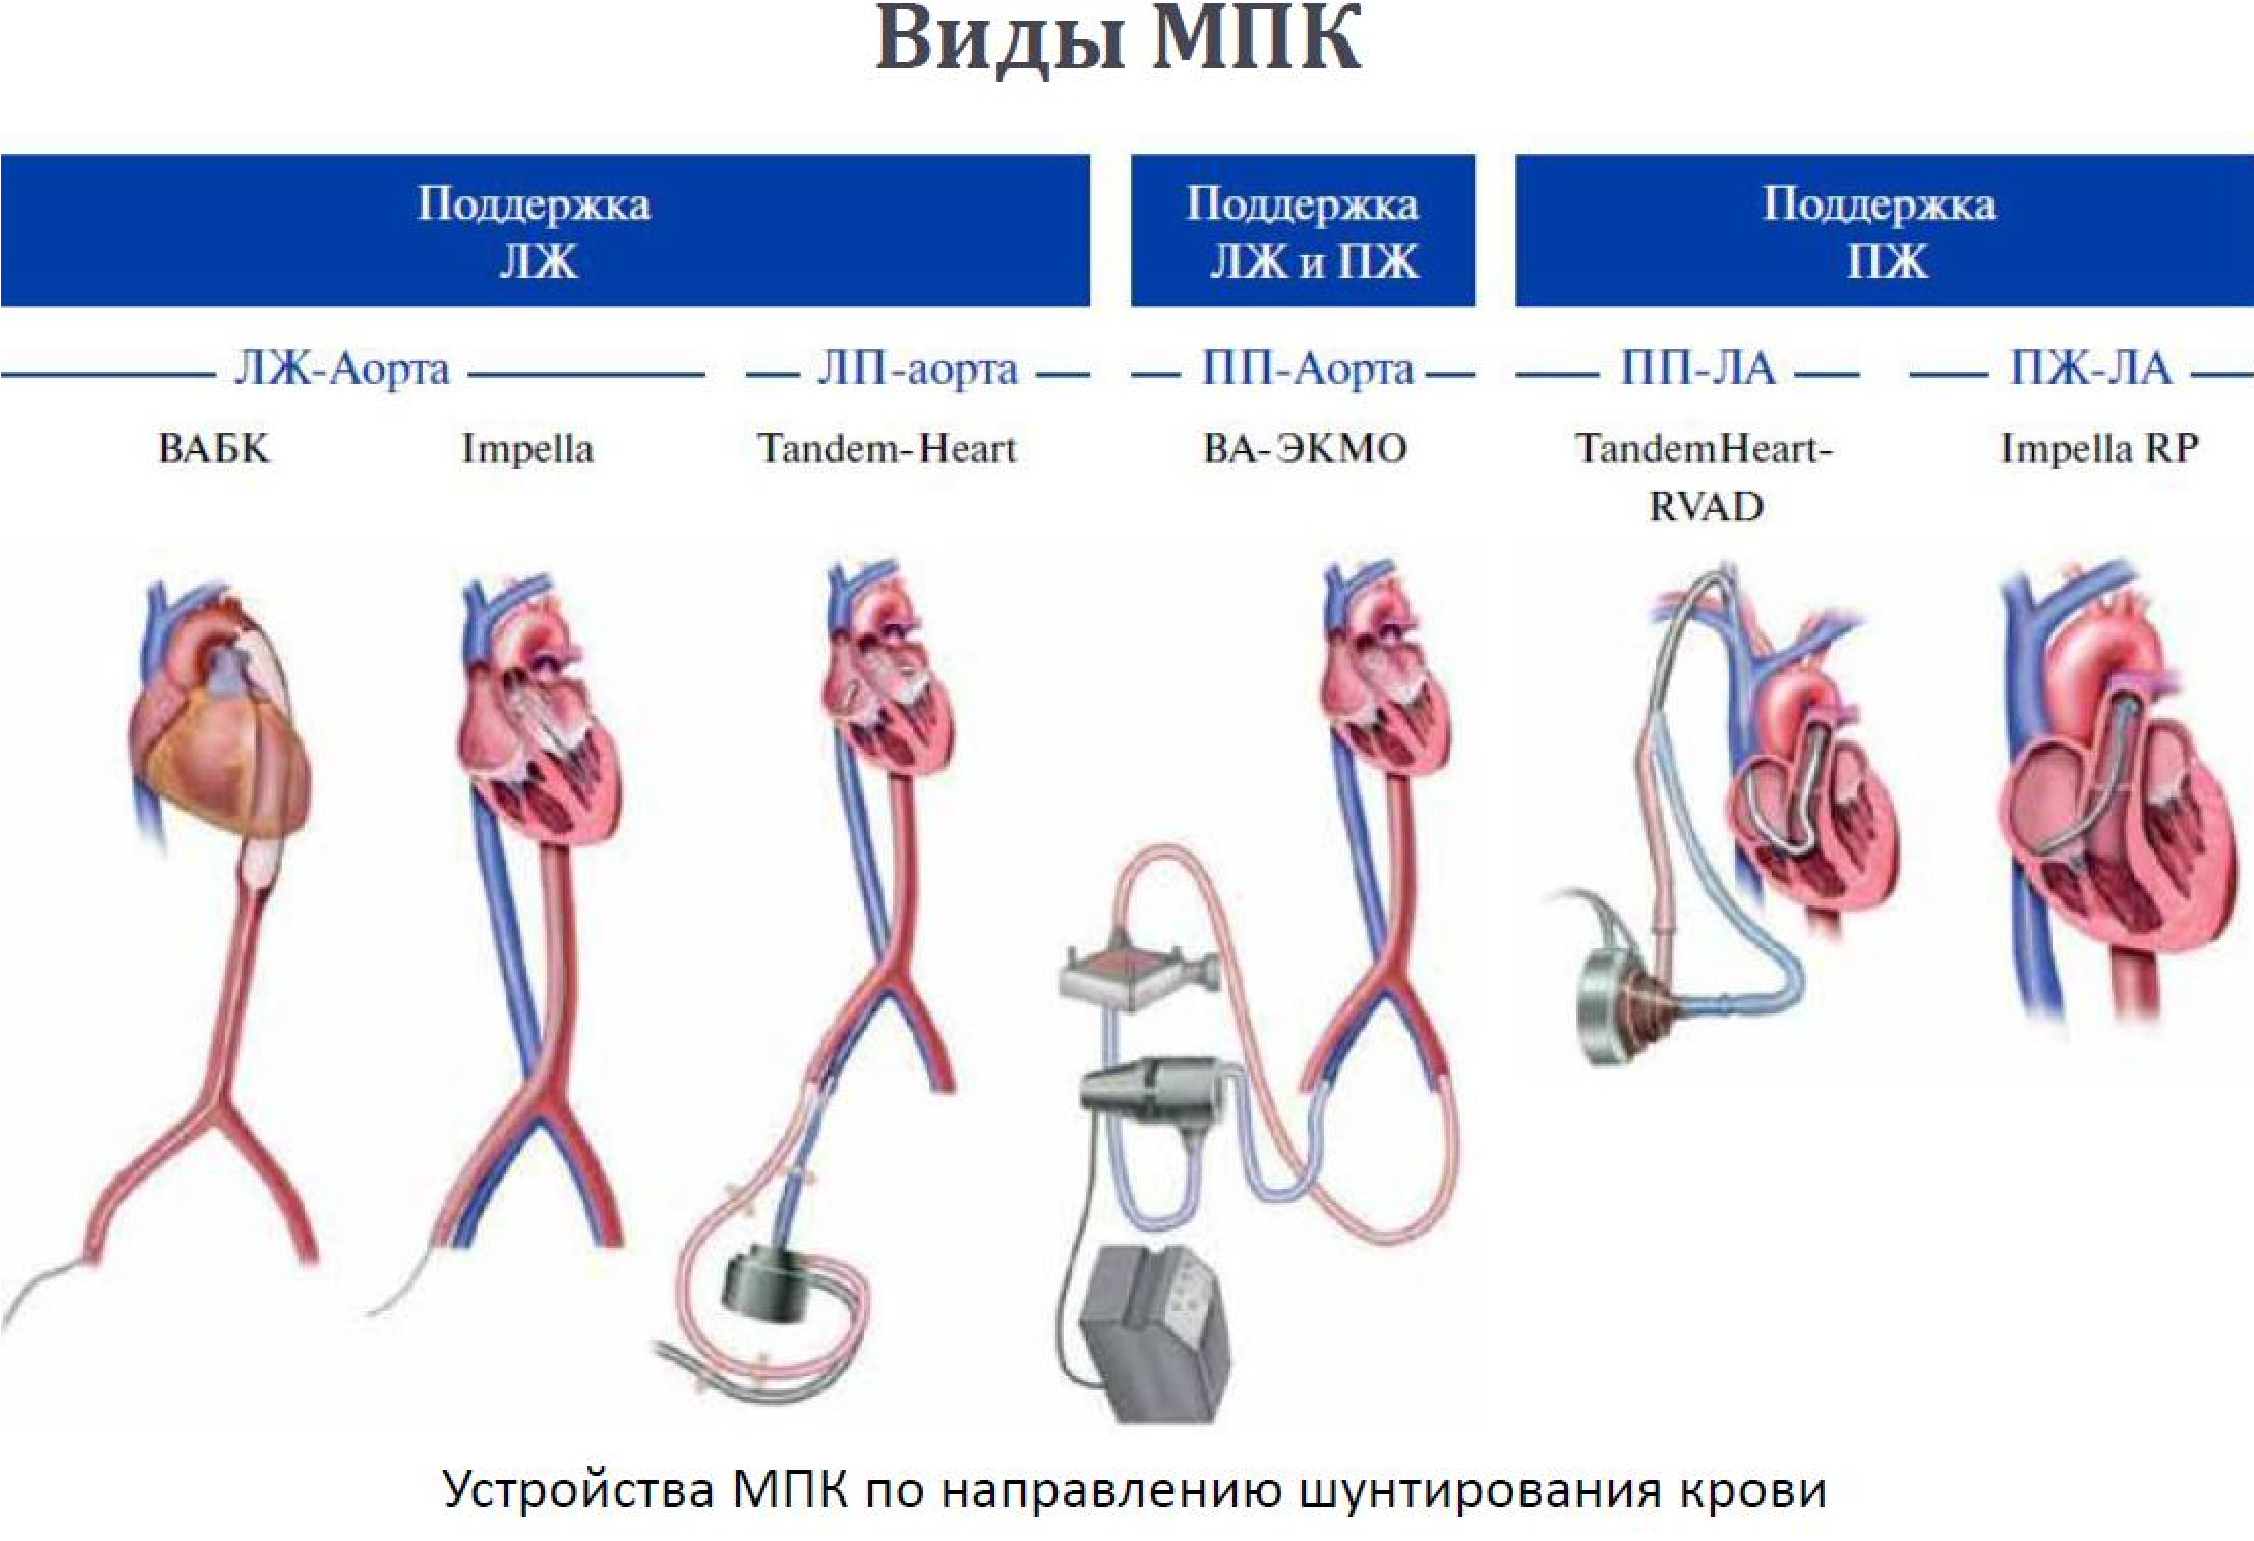 Виды МПК
Поддержка
ЛЖ
Поддержка
ЛЖ и ПЖ
Поддержка
ПЖ
ЛЖ-Аорта
ЛП-аорта
ПП-Аорта
ПП-ЛА
ПЖ-ЛА
ВАБК
Impella
Tandem-Heart
ВА-ЭКМО
TandemHeart-
RVAD
Impella RP
Устройства МПК по направлению шунтирования крови